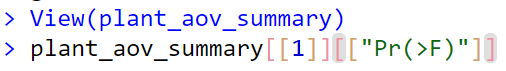 > View(plant_aov_summary)
> plant_aov_summary[[1]][["Pr(>F)"]]